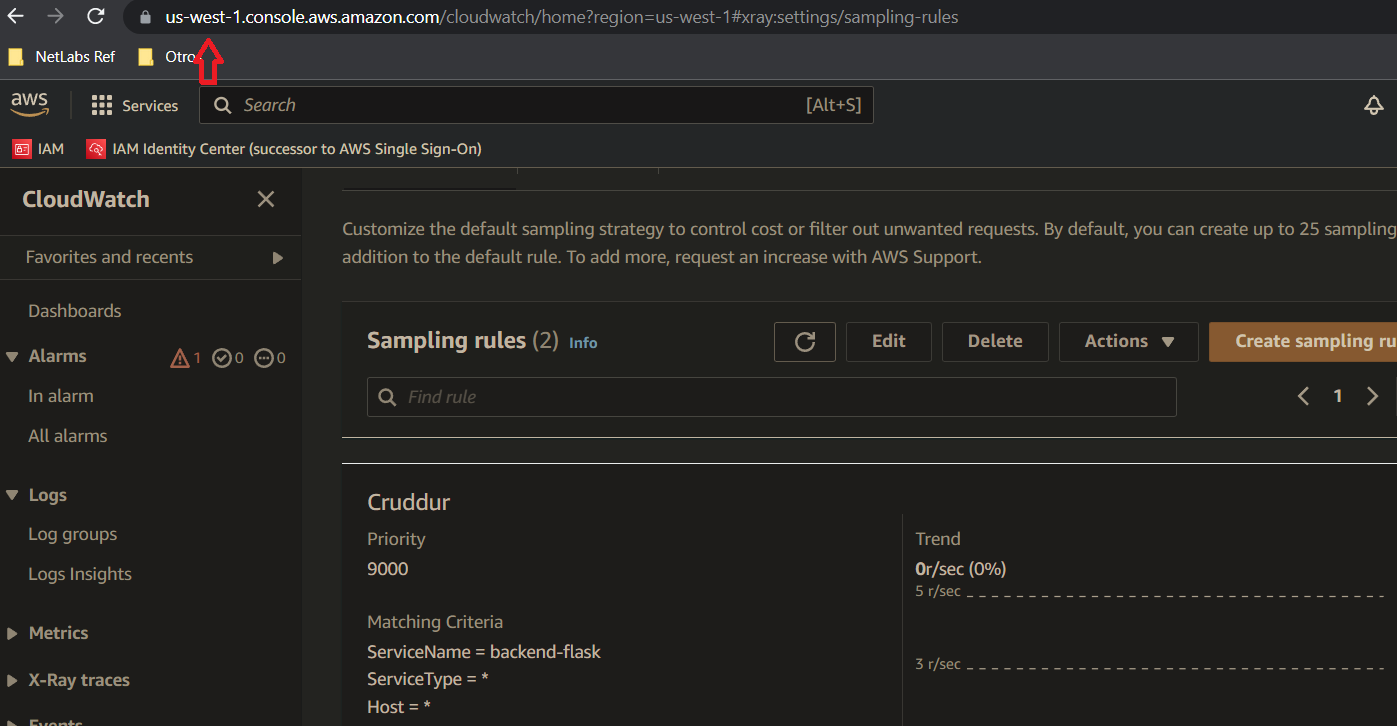 us-west-1.console.aws.amazon.com/cloudwatch/home?region=us-west-1#xray:settings/sampling-rules
NetLabs Ref Otros
aws Services Search [Alt+S]
IAM IAM Identity Center (successor to AWS Single Sign-On)
CloudWatch
Favorites and recents
Dashboards
Alarms 1 0 0
In alarm
All alarms
Logs
Log groups
Logs Insights
Metrics
X-Ray traces
Events
Customize the default sampling strategy to control cost or filter out unwanted requests. By default, you can create up to 25 sampling
addition to the default rule. To add more, request an increase with AWS Support.
Sampling rules (2) Info Edit Delete Actions Create sampling ru
Find rule 1
Cruddur
Priority
9000
Matching Criteria
ServiceName = backend-flask
ServiceType = *
Host = *
Trend
0r/sec (0%)
5 r/sec
3 r/sec